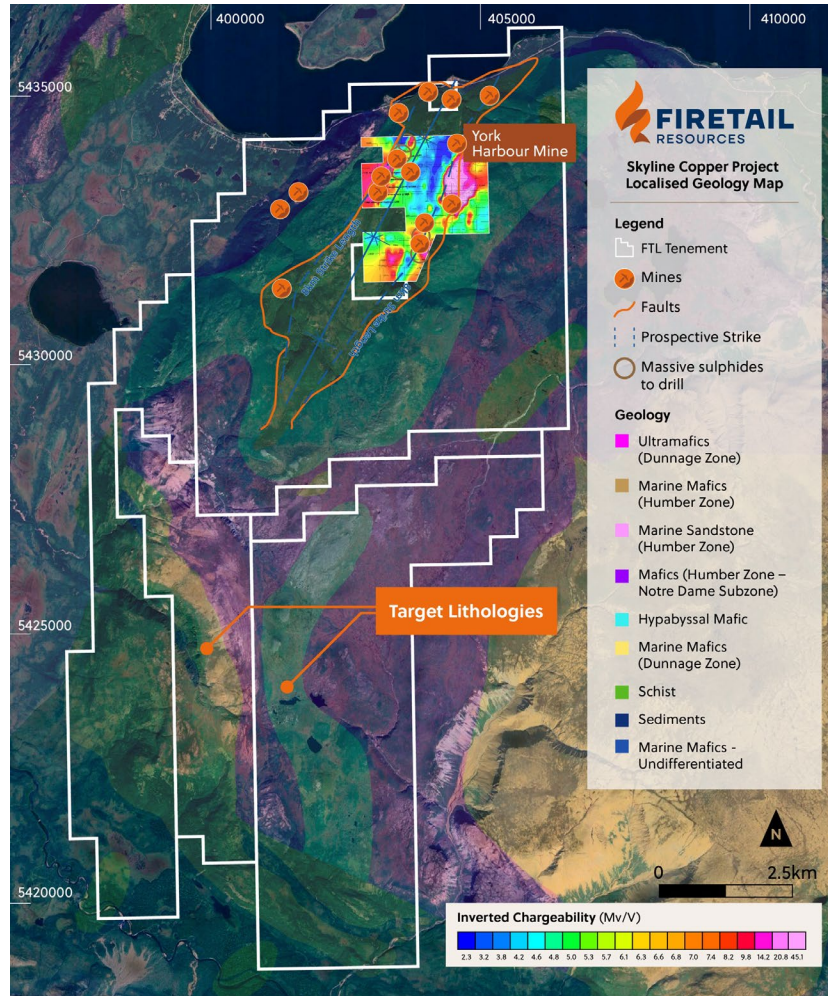 400000
405000
410000
5435000
5430000
5425000
5420000
York
Harbour Mine
Target Lithologies
FIRETAIL
RESOURCES
Skyline Copper Project
Localised Geology Map
Legend
FTL Tenement
Mines
Faults
Prospective Strike
Massive sulphides
to drill
Geology
Ultramafics
(Dunnage Zone)
Marine Mafics
(Humber Zone)
Marine Sandstone
(Humber Zone)
Mafics (Humber Zone –
Notre Dame Subzone)
Hypabyssal Mafic
Marine Mafics
(Dunnage Zone)
Schist
Sediments
Marine Mafics -
Undifferentiated
N
0 2.5km
Inverted Chargeability (Mv/V)
2.3 3.2 3.8 4.2 4.6 4.8 5.0 5.3 5.7 6.1 6.3 6.6 6.8 7.0 7.4 8.2 9.8 14.2 20.8 45.1